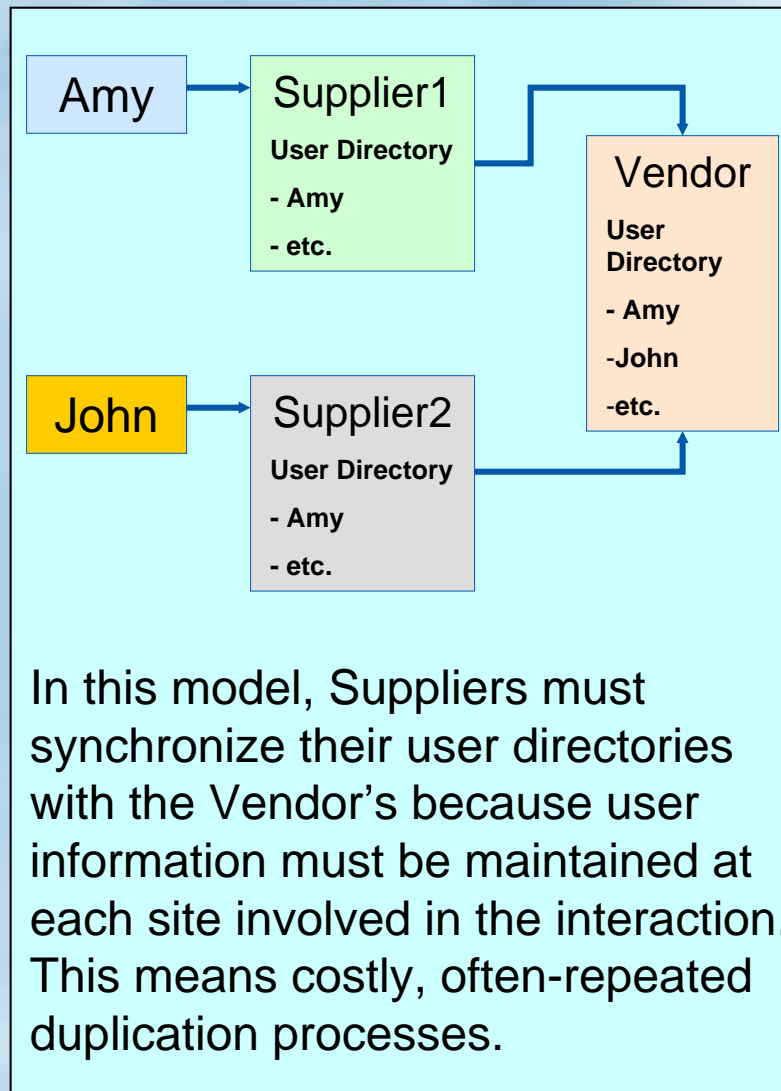 Amy
Supplier1
User Directory
- Amy
- etc.
Vendor
User
Directory
- Amy
-John
-etc.
John
Supplier2
User Directory
- Amy
- etc.
In this model, Suppliers must
synchronize their user directories
with the Vendor’s because user
information must be maintained at
each site involved in the interaction.
This means costly, often-repeated
duplication processes.